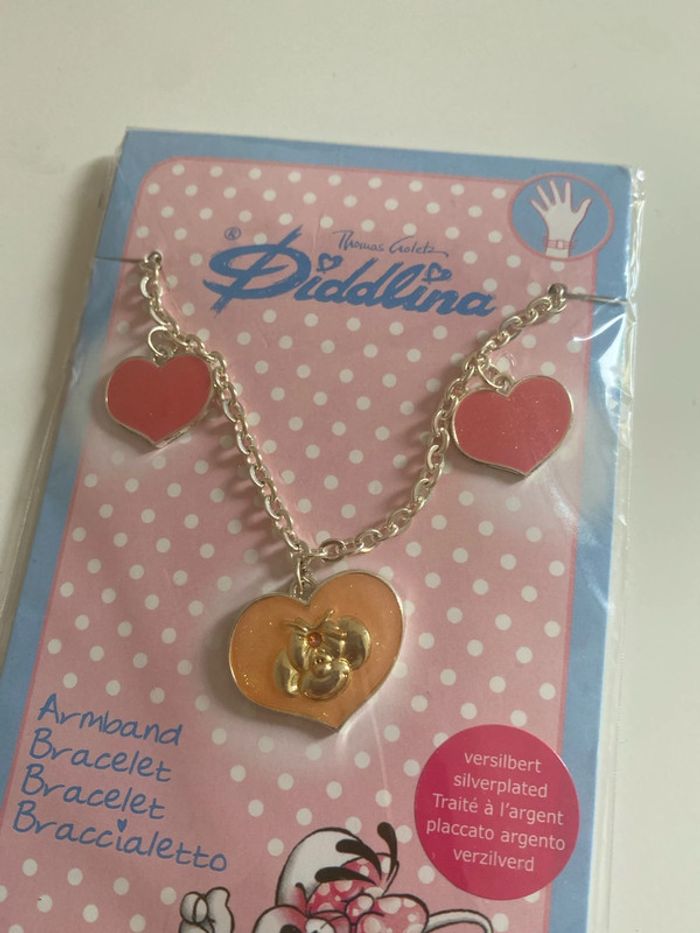 Thomas Goletz
® Diddlina
Armband
Bracelet
Bracelet
Braccialetto
versilbert
silverplated
Traité à l'argent
placcato argento
verzilverd